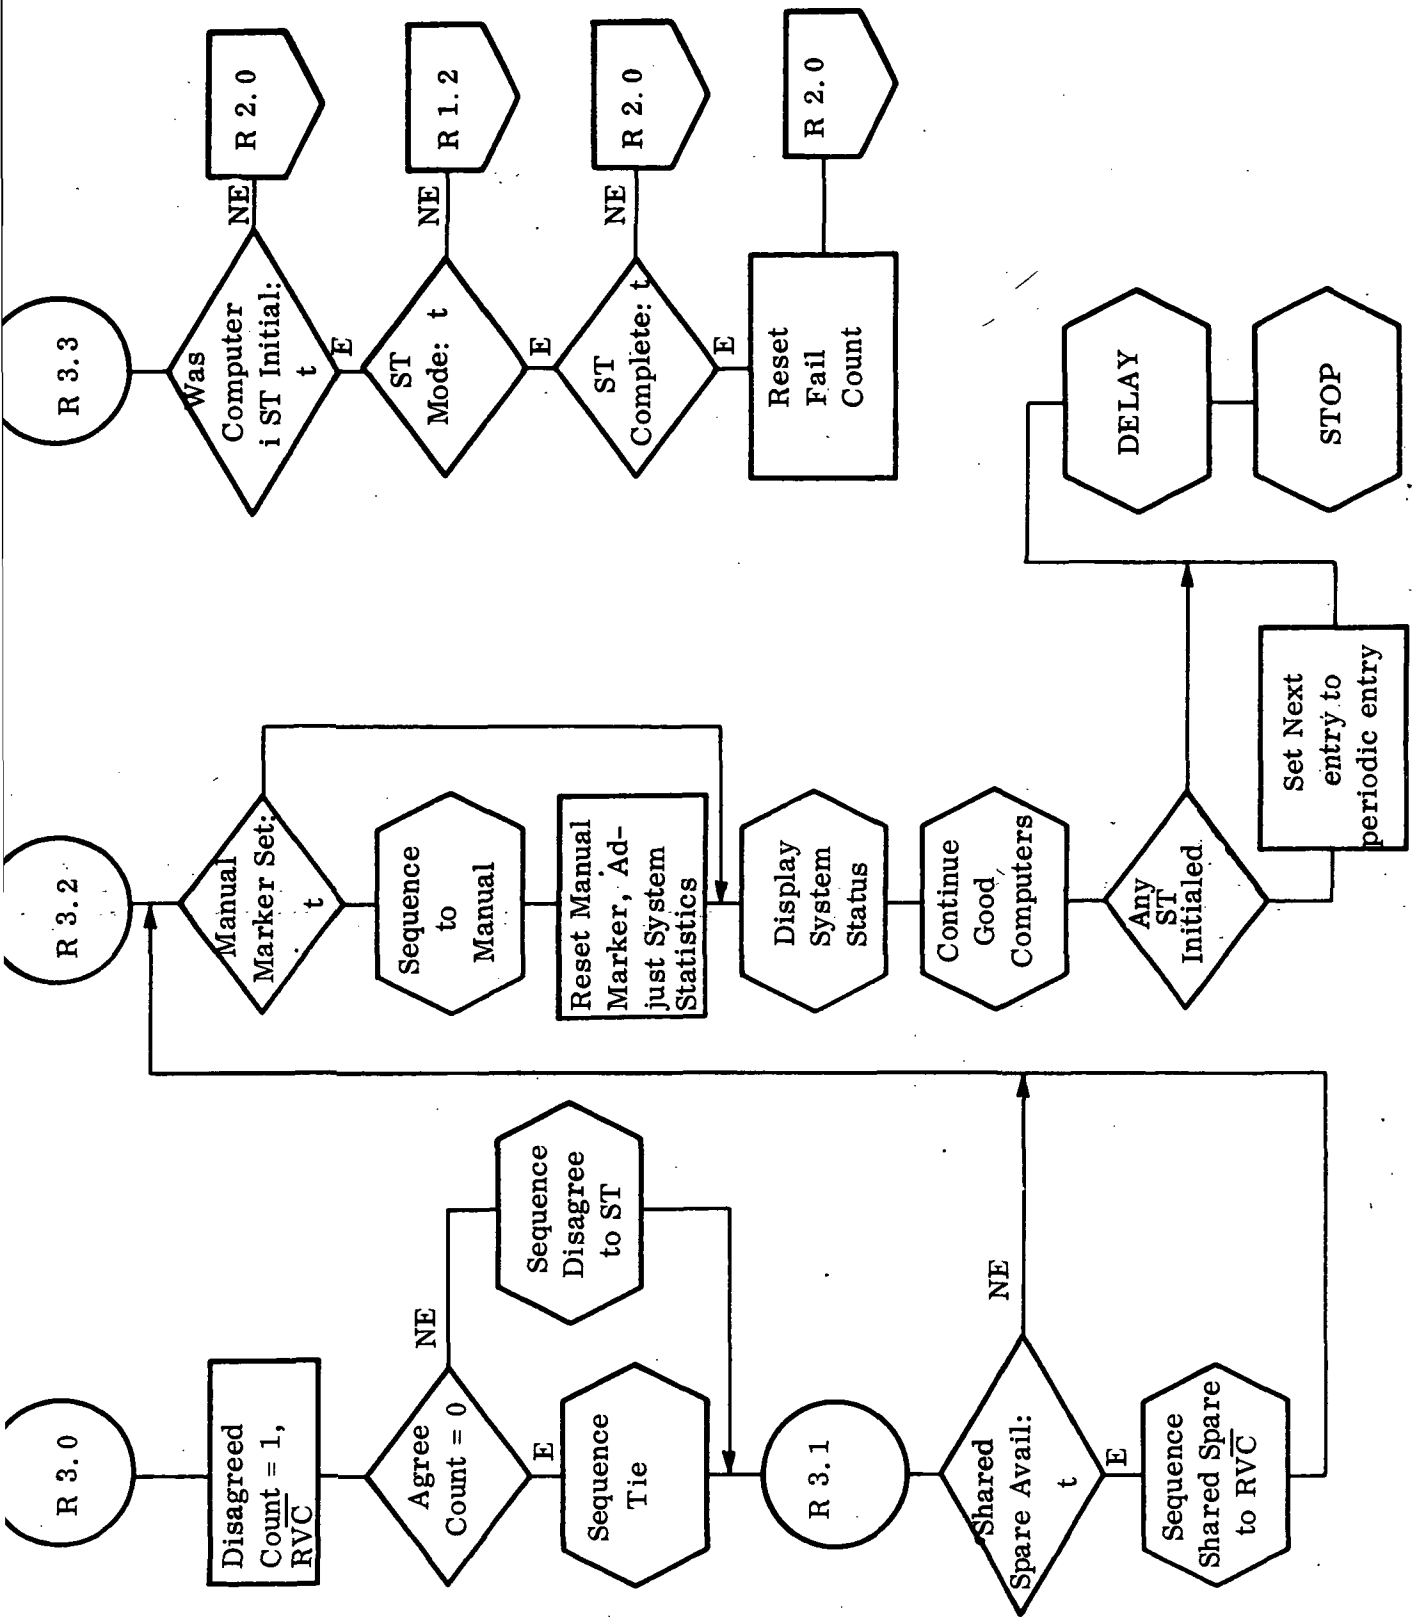 R 3.0
Disagreed
Count = 1,
RVC̅
Agree
Count = 0
NE
E
Sequence
Tie
Sequence
Disagree
to ST
R 3.1
Shared
Spare Avail:
t
NE
E
Sequence
Shared Spare
to RVC̅
R 3.2
Manual
Marker Set:
t
Sequence
to
Manual
Reset Manual
Marker, Ad-
just System
Statistics
Display
System
Status
Continue
Good
Computers
Any
ST
Initialed
Set Next
entry to
periodic entry
DELAY
STOP
R 3.3
Was
Computer
i ST Initial:
t
NE
R 2.0
E
ST
Mode: t
NE
R 1.2
E
ST
Complete: t
NE
R 2.0
E
Reset
Fail
Count
R 2.0